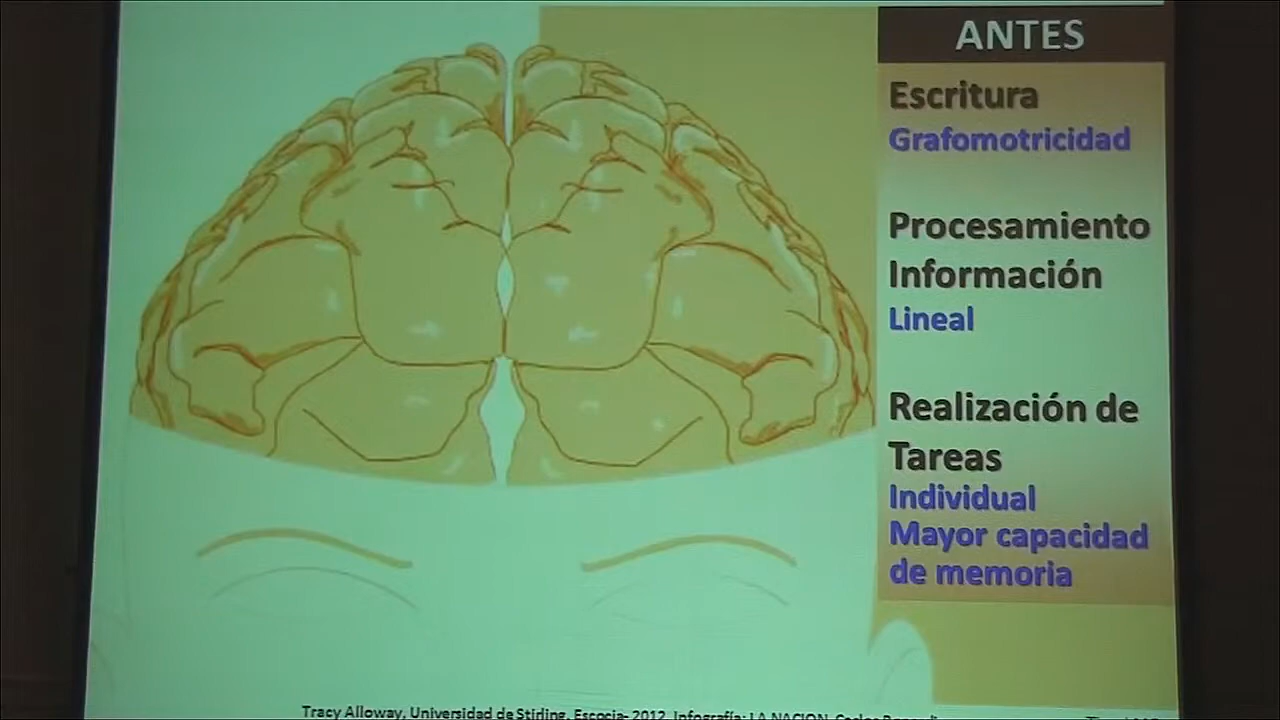 ANTES
Escritura
Grafomotricidad
Procesamiento
Información
Lineal
Realización de
Tareas
Individual
Mayor capacidad
de memoria
Tracy Alloway, Universidad de Stirling, Escocia- 2012. Infografía: LA NACION, Carlos